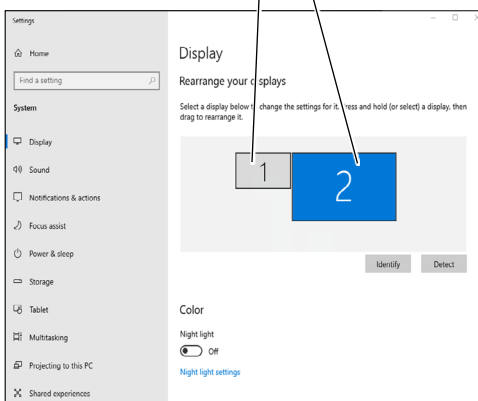 Settings
Home
Find a setting
System
Display
Sound
Notifications & actions
Focus assist
Power & sleep
Storage
Tablet
Multitasking
Projecting to this PC
Shared experiences
Display
Rearrange your displays
Select a display below to change the settings for it. Press and hold (or select) a display, then
drag to rearrange it.
1
2
Identify
Detect
Color
Night light
Off
Night light settings